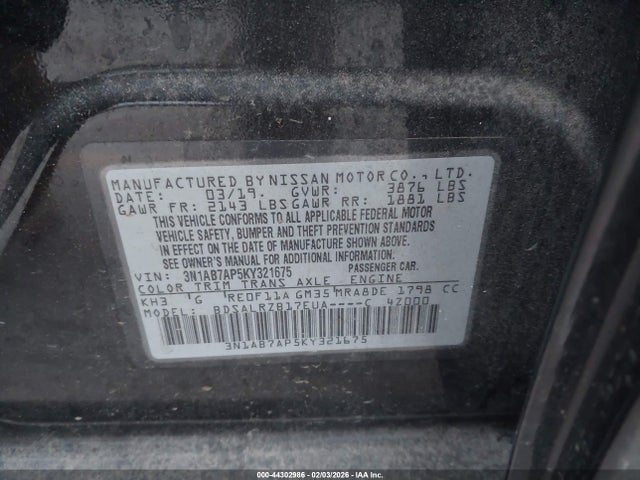 MANUFACTURED BY NISSAN MOTOR CO., LTD.
DATE: 03/19. GVWR: 3876 LBS
GAWR FR: 2143 LBS GAWR RR: 1881 LBS
THIS VEHICLE CONFORMS TO ALL APPLICABLE FEDERAL MOTOR
VEHICLE SAFETY, BUMPER AND THEFT PREVENTION STANDARDS
IN EFFECT ON THE DATE OF MANUFACTURE SHOWN ABOVE.
SEE OWNER'S MANUAL FOR ADDITIONAL INFORMATION.
VIN: 3N1AB7AP5KY321675 PASSENGER CAR.
COLOR TRIM TRANS AXLE ENGINE
KH3 G RE0F11A GM35 MRA8DE 1798 CC
MODEL: BDSALRZB17EUA----C 4Z000
3N1AB7AP5KY321675
000-44302986 - 02/03/2026 - IAA Inc.